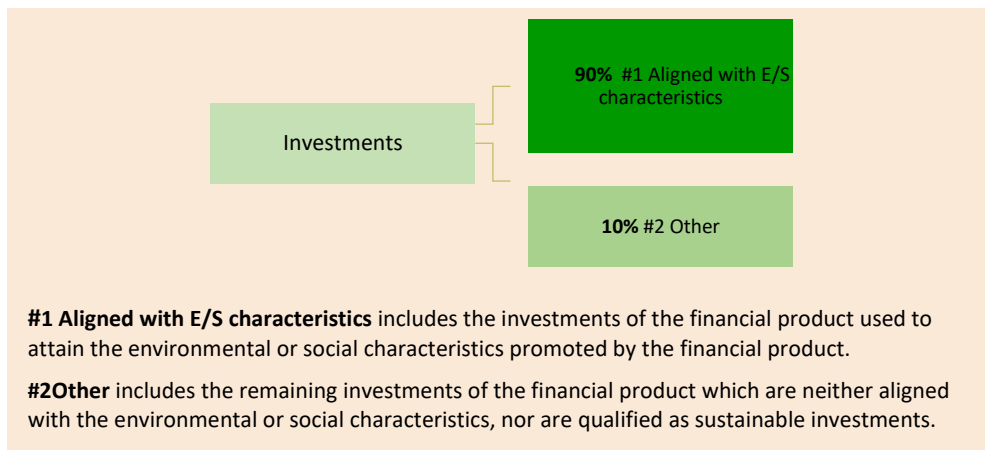 90% #1 Aligned with E/S
characteristics
Investments
10% #2 Other
#1 Aligned with E/S characteristics includes the investments of the financial product used to
attain the environmental or social characteristics promoted by the financial product.
#2Other includes the remaining investments of the financial product which are neither aligned
with the environmental or social characteristics, nor are qualified as sustainable investments.